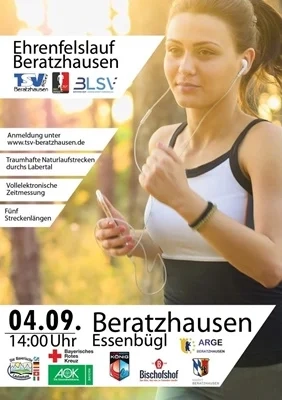 Ehrenfelslauf
Beratzhausen
TSV
Beratzhausen
BLSV
Anmeldung unter
www.tsv-beratzhausen.de
Traumhafte Naturlaufstrecken
durchs Labertal
Vollelektronische
Zeitmessung
Fünf
Streckenlängen
04.09.
14:00 Uhr
Beratzhausen
Essenbügl
Bayerisches
Rotes
Kreuz
AOK
KÖNIG
Bischofshof
ARGE
BERATZHAUSEN
BERATZHAUSEN